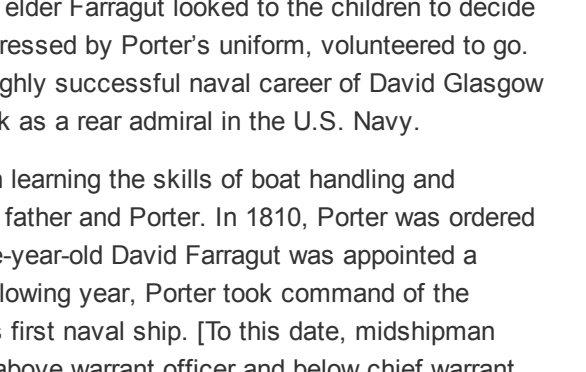 elder Farragut looked to the children to decide
ressed by Porter’s uniform, volunteered to go.
ghly successful naval career of David Glasgow
k as a rear admiral in the U.S. Navy.
n learning the skills of boat handling and
father and Porter. In 1810, Porter was ordered
e-year-old David Farragut was appointed a
llowing year, Porter took command of the
s first naval ship. [To this date, midshipman
above warrant officer and below chief warrant